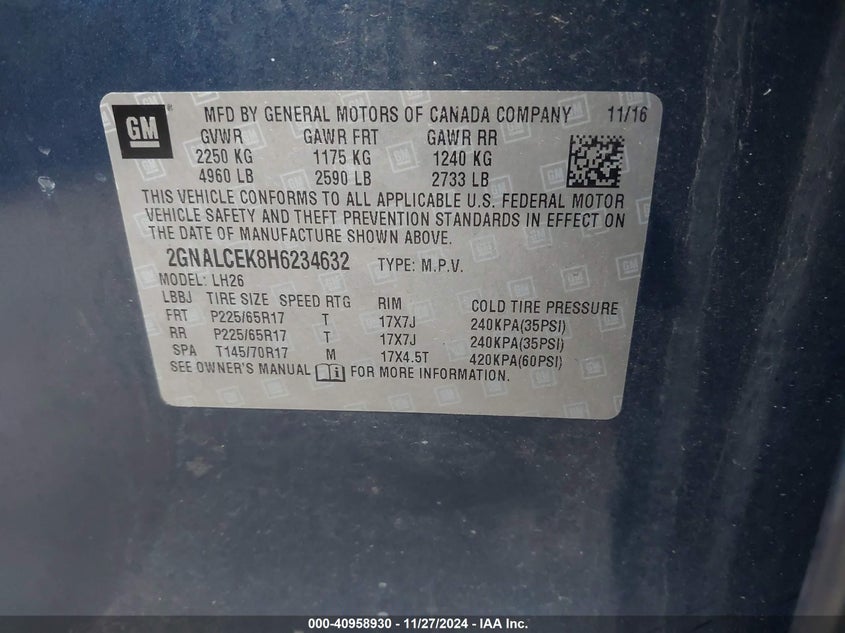 GM MFD BY GENERAL MOTORS OF CANADA COMPANY 11/16
GVWR GAWR FRT GAWR RR
2250 KG 1175 KG 1240 KG
4960 LB 2590 LB 2733 LB
THIS VEHICLE CONFORMS TO ALL APPLICABLE U.S. FEDERAL MOTOR
VEHICLE SAFETY AND THEFT PREVENTION STANDARDS IN EFFECT ON
THE DATE OF MANUFACTURE SHOWN ABOVE.
2GNALCEK8H6234632 TYPE: M.P.V.
MODEL: LH26
LBBJ TIRE SIZE SPEED RTG RIM COLD TIRE PRESSURE
FRT P225/65R17 T 17X7J 240KPA(35PSI)
RR P225/65R17 T 17X7J 240KPA(35PSI)
SPA T145/70R17 M 17X4.5T 420KPA(60PSI)
SEE OWNER'S MANUAL FOR MORE INFORMATION.
000-40958930 - 11/27/2024 - IAA Inc.